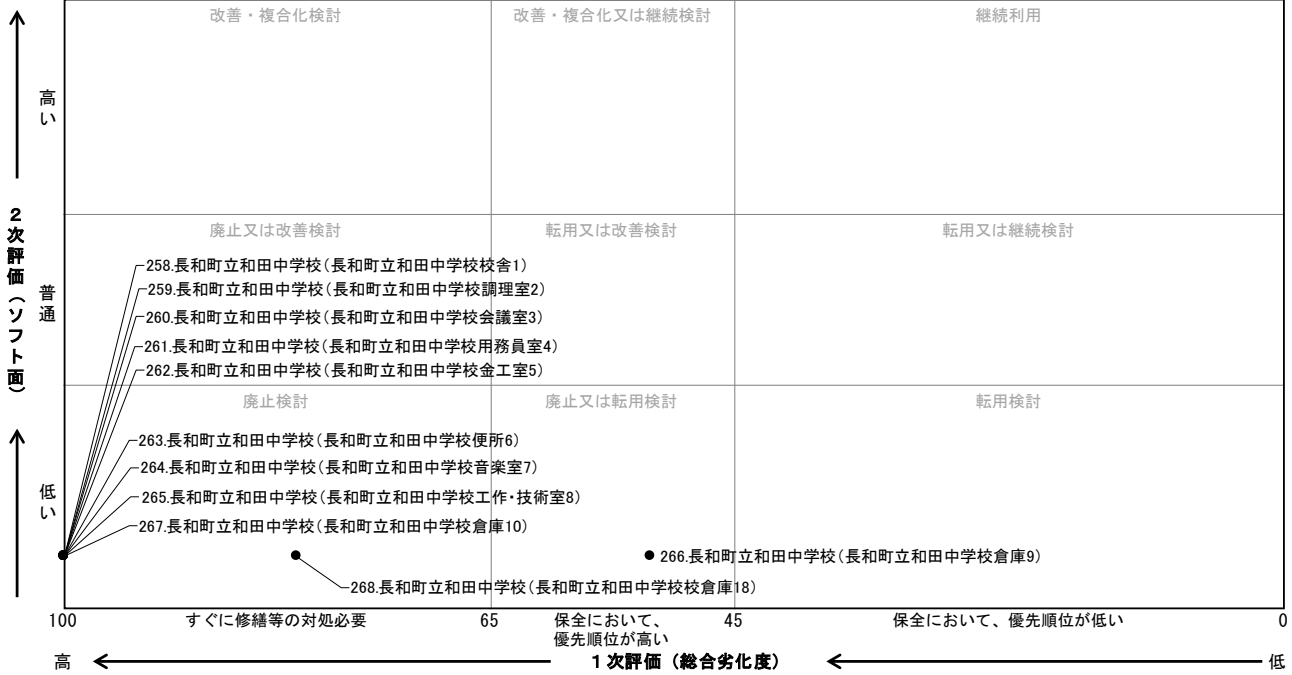 改善・複合化検討
改善・複合化又は継続検討
継続利用
高い
2次評価（ソフト面）
廃止又は改善検討
転用又は改善検討
転用又は継続検討
普通
258.長和町立和田中学校(長和町立和田中学校校舎1)
259.長和町立和田中学校(長和町立和田中学校調理室2)
260.長和町立和田中学校(長和町立和田中学校会議室3)
261.長和町立和田中学校(長和町立和田中学校用務員室4)
262.長和町立和田中学校(長和町立和田中学校金工室5)
廃止検討
廃止又は転用検討
転用検討
低い
263.長和町立和田中学校(長和町立和田中学校便所6)
264.長和町立和田中学校(長和町立和田中学校音楽室7)
265.長和町立和田中学校(長和町立和田中学校工作・技術室8)
267.長和町立和田中学校(長和町立和田中学校倉庫10)
266.長和町立和田中学校(長和町立和田中学校倉庫9)
268.長和町立和田中学校(長和町立和田中学校校倉庫18)
100
すぐに修繕等の対処必要
65
保全において、
優先順位が高い
45
保全において、優先順位が低い
0
高
1次評価（総合劣化度）
低